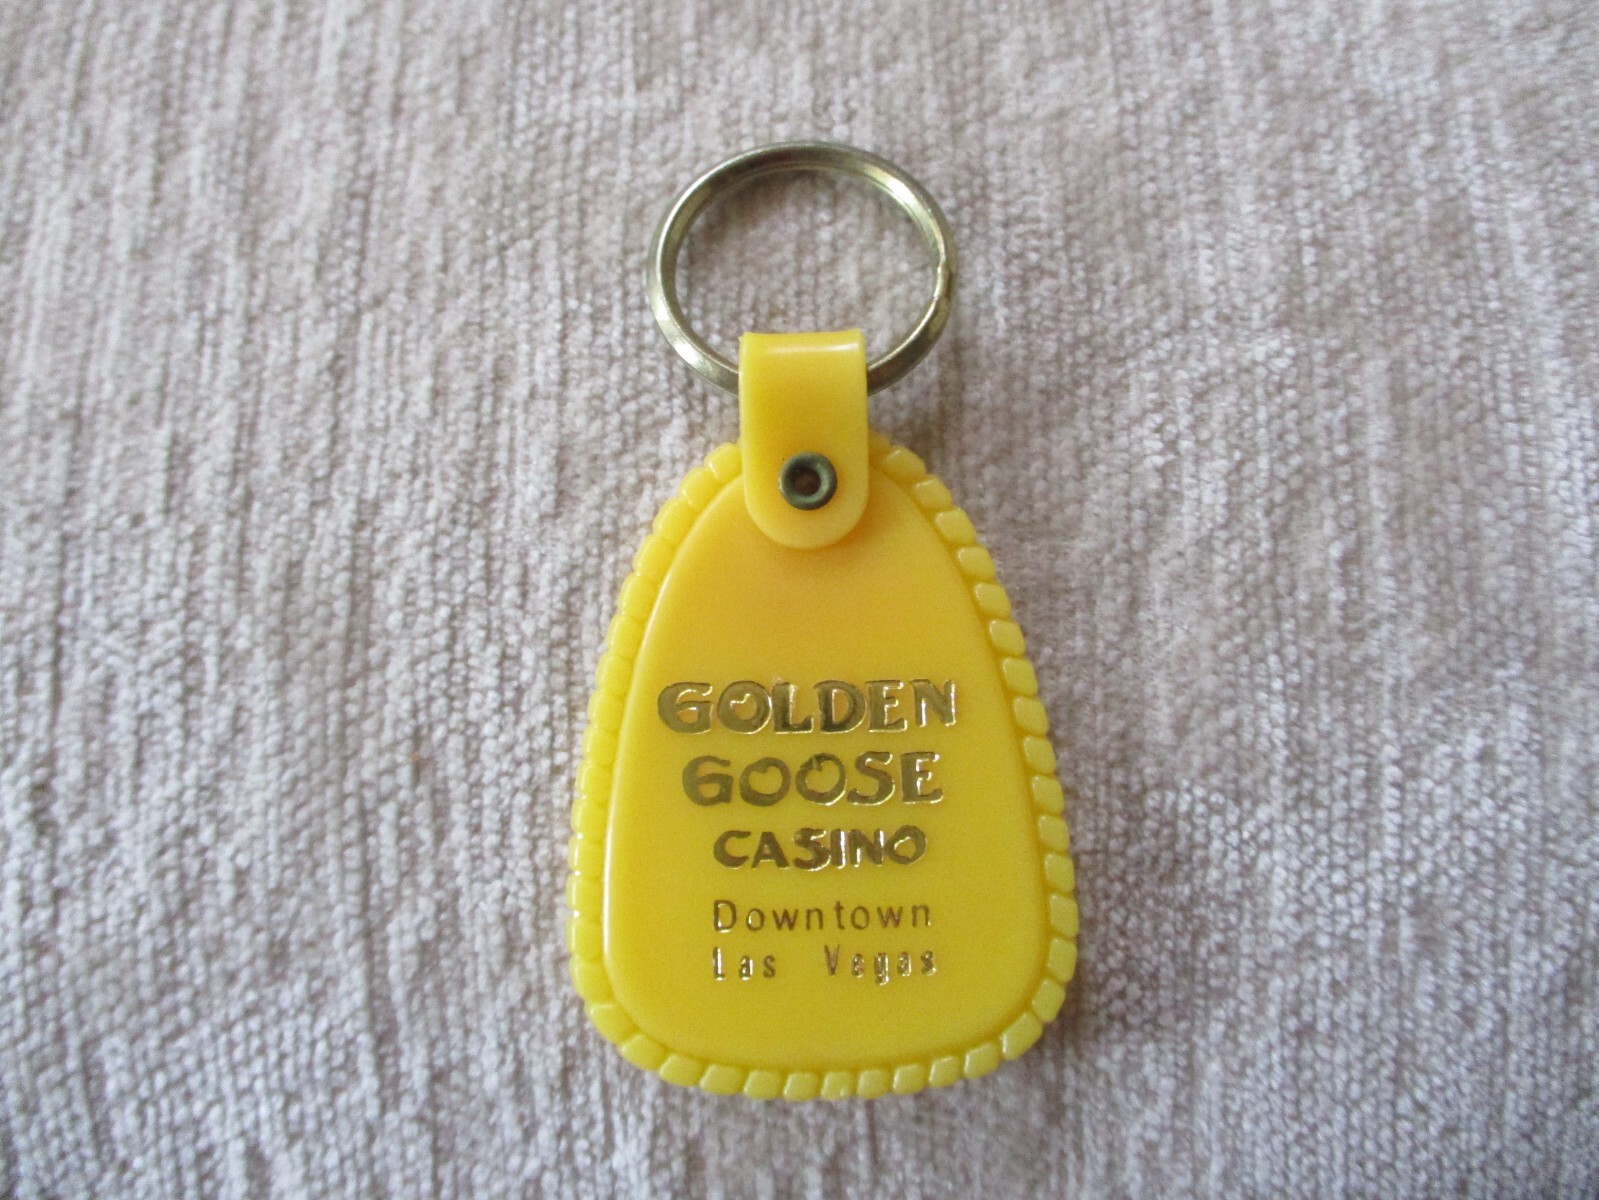 GOLDEN
GOOSE
CASINO
Downtown
Las Vegas